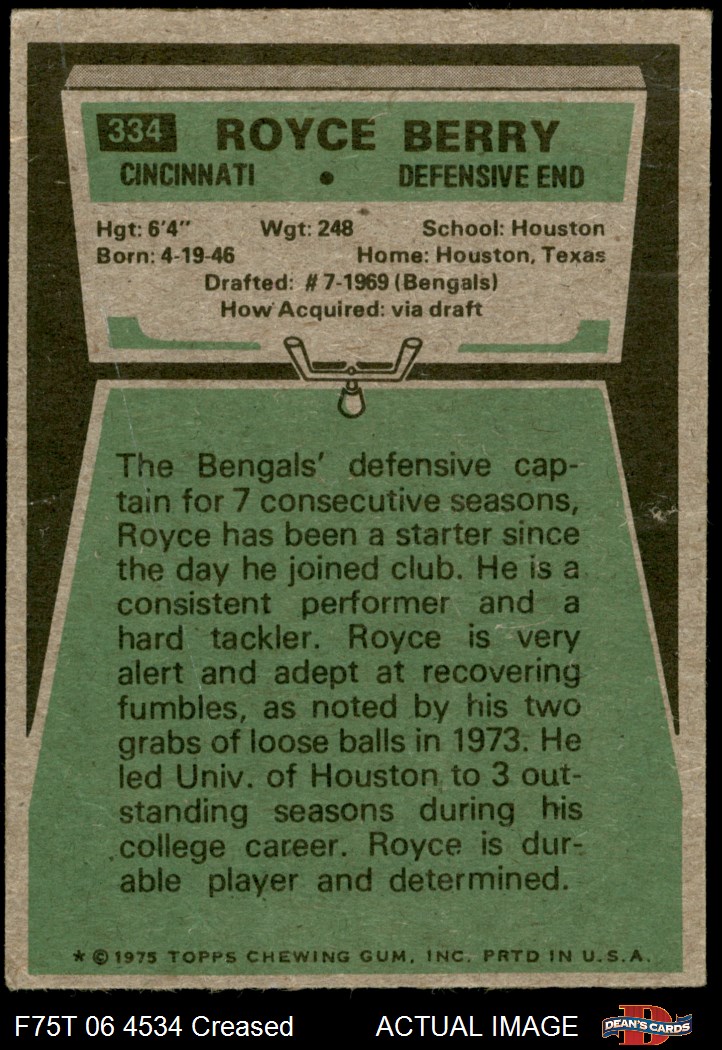 334 ROYCE BERRY
CINCINNATI • DEFENSIVE END
Hgt: 6'4" Wgt: 248 School: Houston
Born: 4-19-46 Home: Houston, Texas
Drafted: #7-1969 (Bengals)
How Acquired: via draft
The Bengals' defensive cap-
tain for 7 consecutive seasons,
Royce has been a starter since
the day he joined club. He is a
consistent performer and a
hard tackler. Royce is very
alert and adept at recovering
fumbles, as noted by his two
grabs of loose balls in 1973. He
led Univ. of Houston to 3 out-
standing seasons during his
college career. Royce is dur-
able player and determined.
* © 1975 TOPPS CHEWING GUM, INC. PRTD IN U.S.A.
F75T 06 4534 Creased ACTUAL IMAGE D DEAN'S CARDS